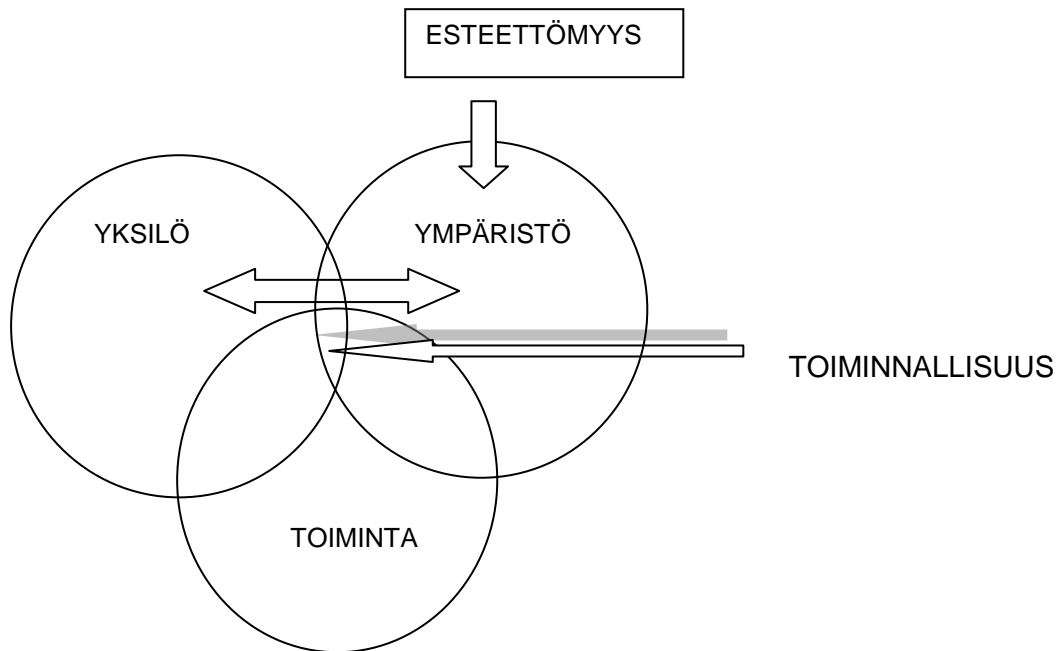 ESTEETTÖMYYS
YKSILÖ
YMPÄRISTÖ
TOIMINNALLISUUS
TOIMINTA